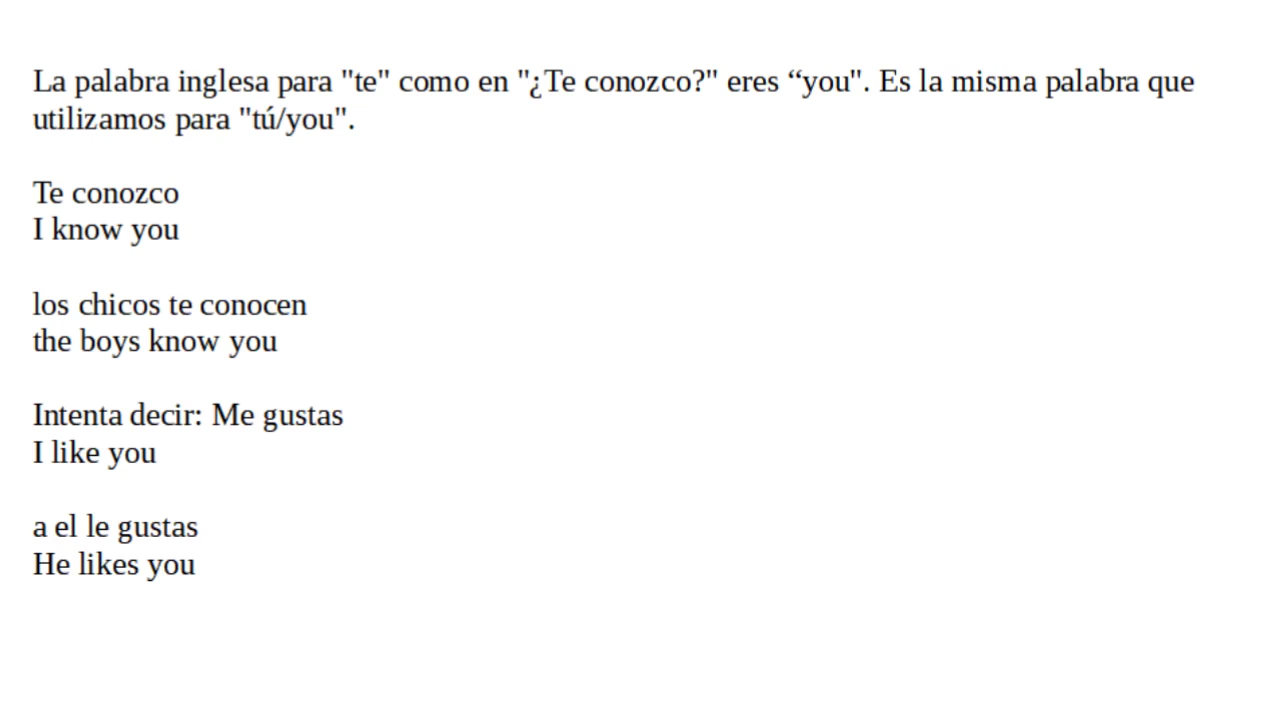 La palabra inglesa para "te" como en "¿Te conozco?" eres “you". Es la misma palabra que
utilizamos para "tú/you".
Te conozco
I know you
los chicos te conocen
the boys know you
Intenta decir: Me gustas
I like you
a el le gustas
He likes you